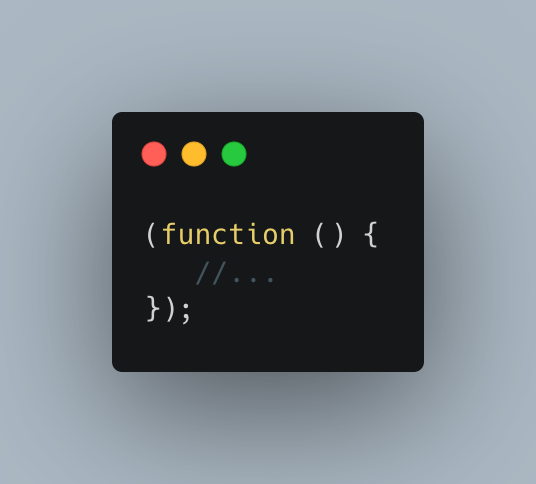 (function () {
   //...
});